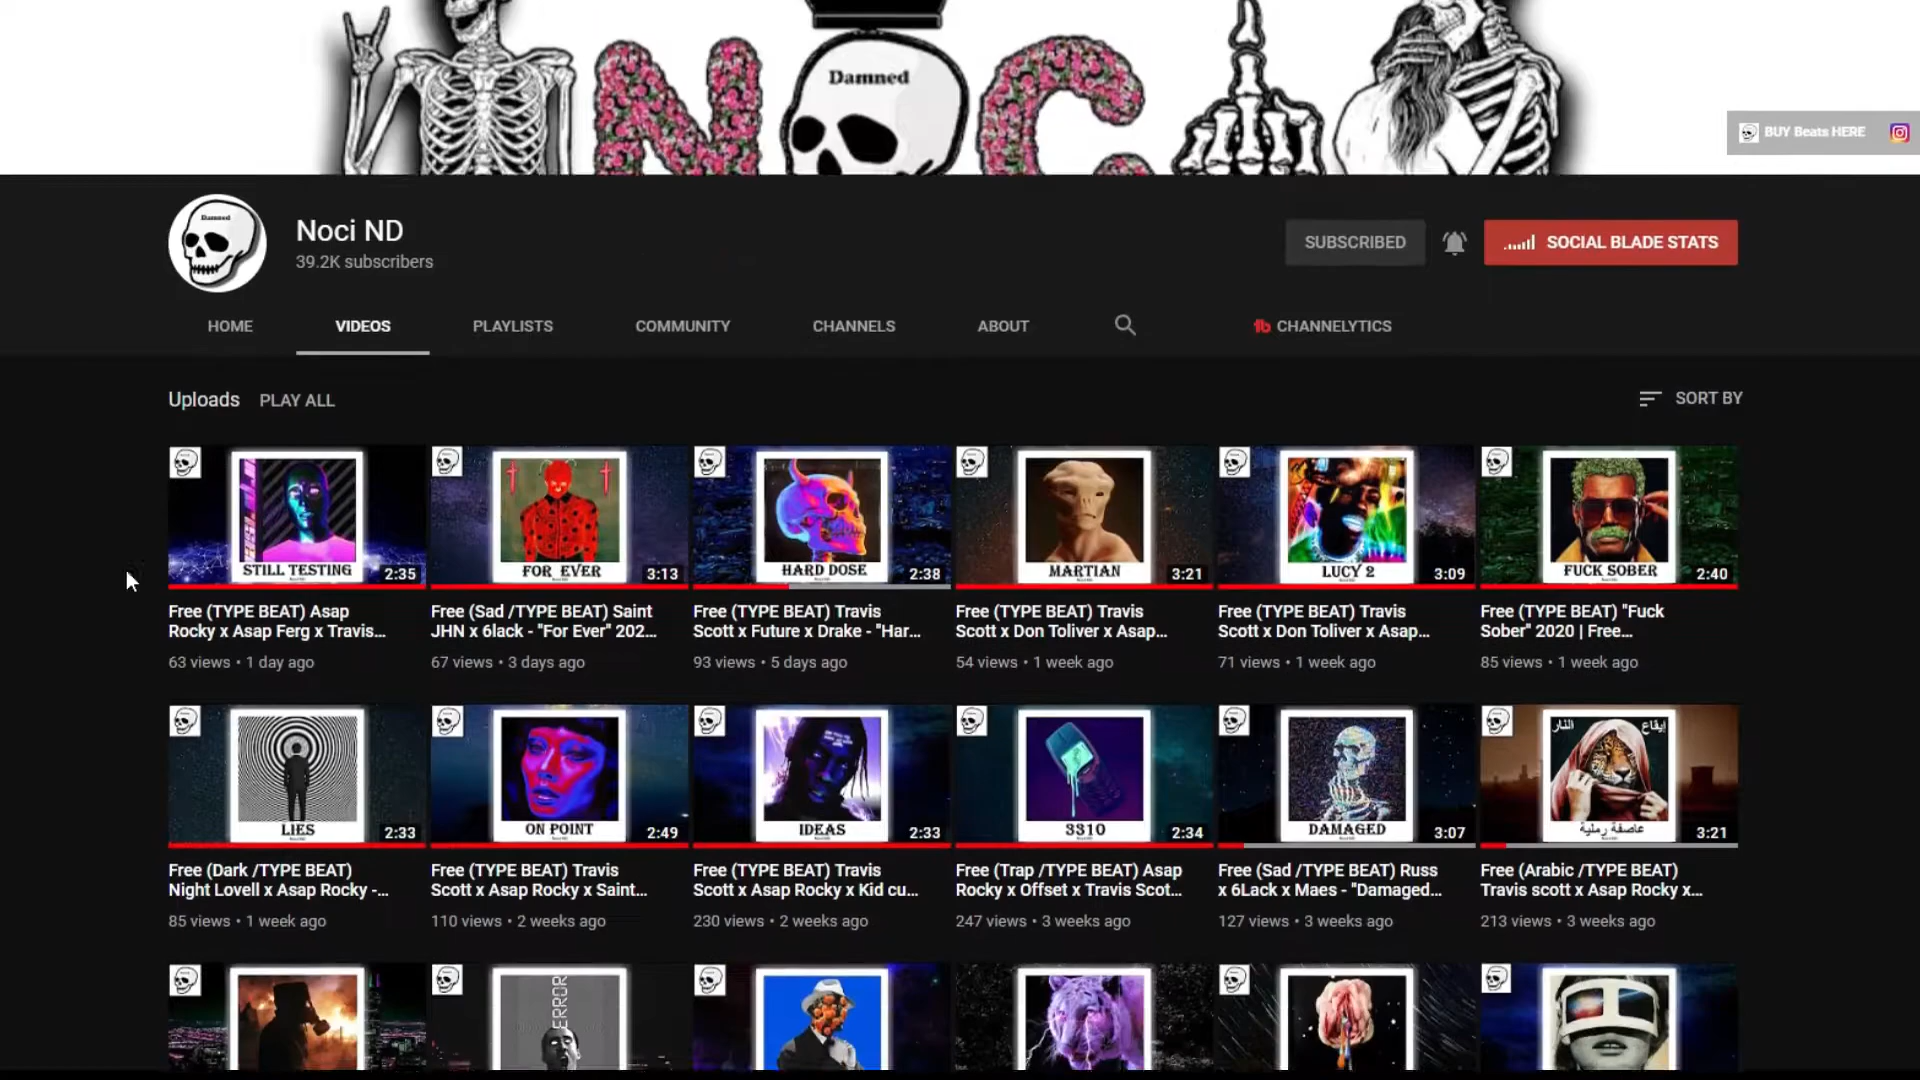 Damned
NOCI
BUY Beats HERE
Damned
Noci ND
39.2K subscribers
SUBSCRIBED
SOCIAL BLADE STATS
HOME
VIDEOS
PLAYLISTS
COMMUNITY
CHANNELS
ABOUT
CHANNELYTICS
Uploads
PLAY ALL
SORT BY
STILL TESTING
2:35
FOR EVER
3:13
HARD DOSE
2:38
MARTIAN
3:21
LUCY 2
3:09
FUCK SOBER
2:40
Free (TYPE BEAT) Asap
Rocky x Asap Ferg x Travis...
63 views • 1 day ago
Free (Sad /TYPE BEAT) Saint
JHN x 6lack - "For Ever" 202...
67 views • 3 days ago
Free (TYPE BEAT) Travis
Scott x Future x Drake - "Har...
93 views • 5 days ago
Free (TYPE BEAT) Travis
Scott x Don Toliver x Asap...
54 views • 1 week ago
Free (TYPE BEAT) Travis
Scott x Don Toliver x Asap...
71 views • 1 week ago
Free (TYPE BEAT) "Fuck
Sober" 2020 | Free...
85 views • 1 week ago
LIES
2:33
ON POINT
2:49
IDEAS
2:33
3310
2:34
DAMAGED
3:07
إيقاع النار
عاصفة رملية
3:21
Free (Dark /TYPE BEAT)
Night Lovell x Asap Rocky -...
85 views • 1 week ago
Free (TYPE BEAT) Travis
Scott x Asap Rocky x Saint...
110 views • 2 weeks ago
Free (TYPE BEAT) Travis
Scott x Asap Rocky x Kid cu...
230 views • 2 weeks ago
Free (Trap /TYPE BEAT) Asap
Rocky x Offset x Travis Scot...
247 views • 3 weeks ago
Free (Sad /TYPE BEAT) Russ
x 6Lack x Maes - "Damaged...
127 views • 3 weeks ago
Free (Arabic /TYPE BEAT)
Travis scott x Asap Rocky x...
213 views • 3 weeks ago
ERROR